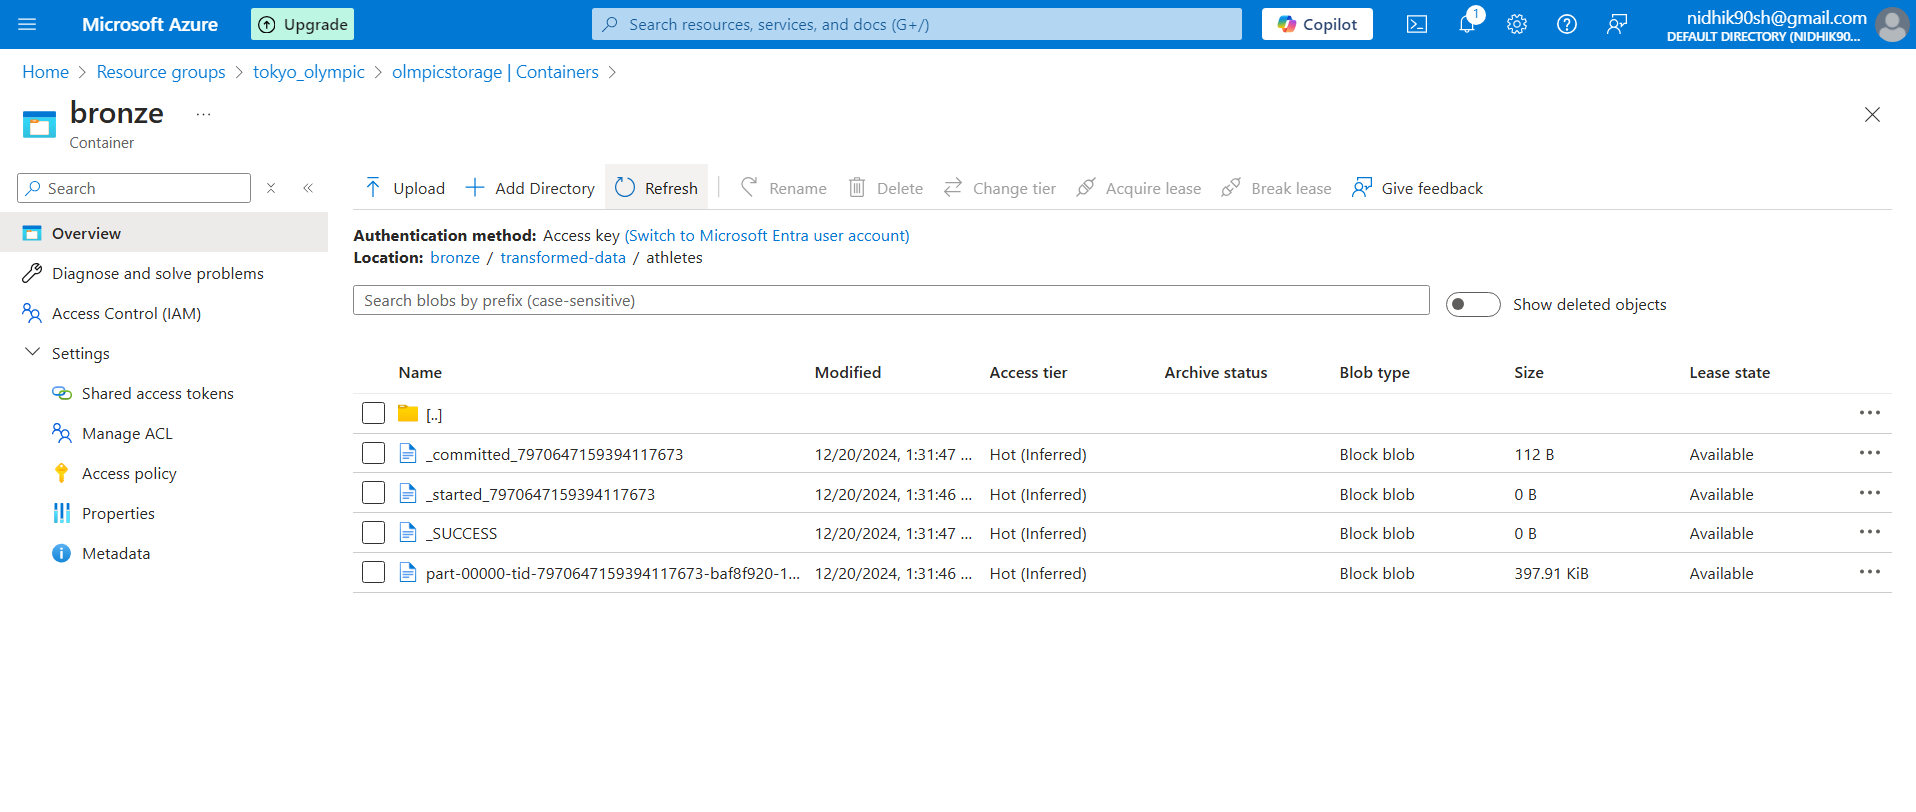 Microsoft Azure
Upgrade
Search resources, services, and docs (G+/)
Copilot
1
nidhik90sh@gmail.com
DEFAULT DIRECTORY (NIDHIK90...
Home > Resource groups > tokyo_olympic > olmpicstorage | Containers >
bronze ...
Container
Search
Upload
Add Directory
Refresh
Rename
Delete
Change tier
Acquire lease
Break lease
Give feedback
Overview
Diagnose and solve problems
Access Control (IAM)
Settings
Shared access tokens
Manage ACL
Access policy
Properties
Metadata
Authentication method: Access key (Switch to Microsoft Entra user account)
Location: bronze / transformed-data / athletes
Search blobs by prefix (case-sensitive)
Show deleted objects
Name Modified Access tier Archive status Blob type Size Lease state
[..]
_committed_7970647159394117673 12/20/2024, 1:31:47 ... Hot (Inferred) Block blob 112 B Available
_started_7970647159394117673 12/20/2024, 1:31:46 ... Hot (Inferred) Block blob 0 B Available
_SUCCESS 12/20/2024, 1:31:47 ... Hot (Inferred) Block blob 0 B Available
part-00000-tid-7970647159394117673-baf8f920-1... 12/20/2024, 1:31:46 ... Hot (Inferred) Block blob 397.91 KiB Available